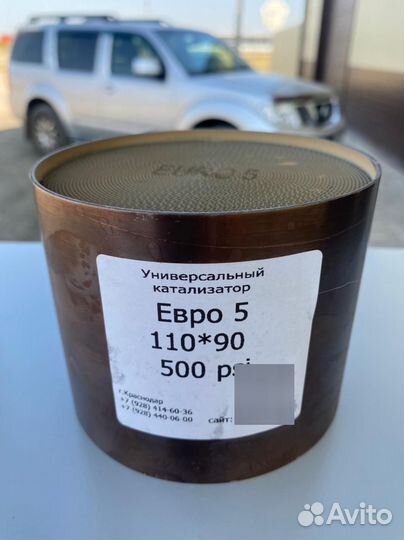 ЕВРО 5
Универсальный
катализатор
Евро 5
110*90
500 psi
г.Краснодар
+7 (928) 414-60-36
+7 (928) 440-06-00 сайт:
Avito